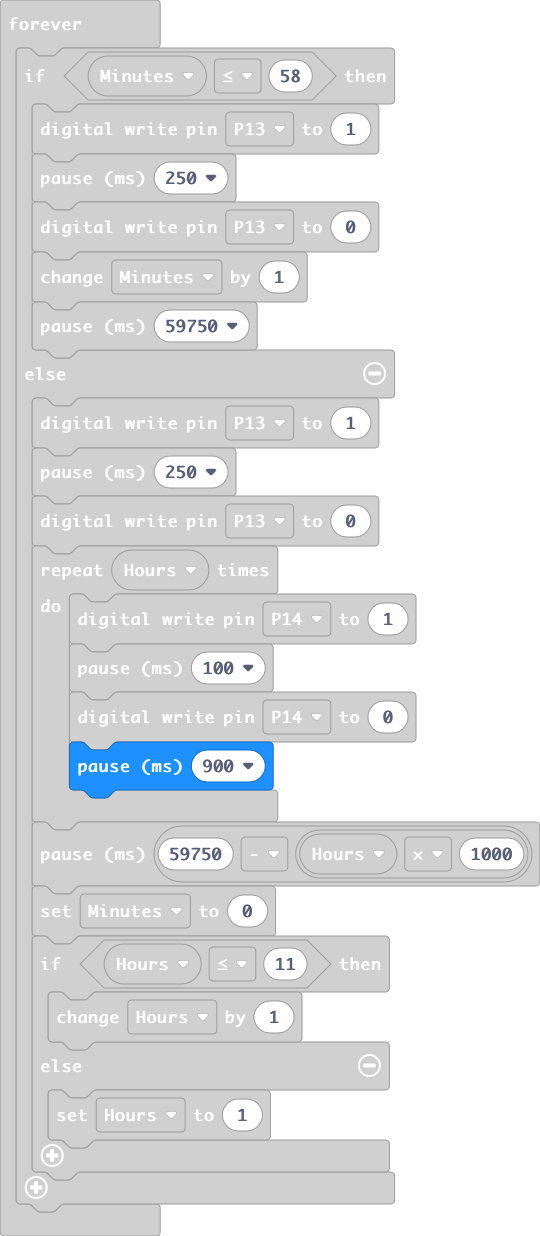 forever
if Minutes ≤ 58 then
digital write pin P13 to 1
pause (ms) 250
digital write pin P13 to 0
change Minutes by 1
pause (ms) 59750
else
digital write pin P13 to 1
pause (ms) 250
digital write pin P13 to 0
repeat Hours times
do
digital write pin P14 to 1
pause (ms) 100
digital write pin P14 to 0
pause (ms) 900
pause (ms) 59750 - Hours x 1000
set Minutes to 0
if Hours ≤ 11 then
change Hours by 1
else
set Hours to 1